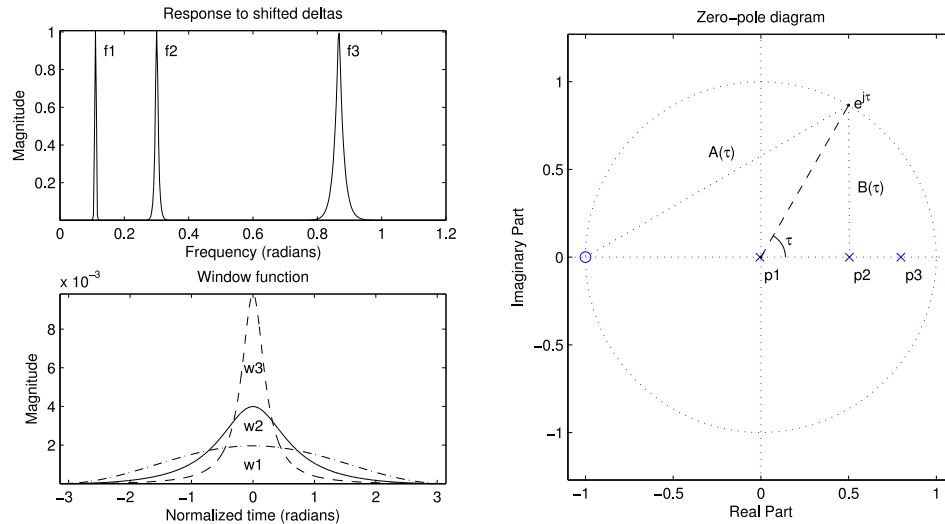 Response to shifted deltas
1
0.8
0.6
0.4
0.2
Magnitude
f1
f2
f3
0
0.2
0.4
0.6
0.8
1
1.2
Frequency (radians)
Window function
x 10⁻³
8
6
4
2
Magnitude
w3
w2
w1
−3
−2
−1
0
1
2
3
Normalized time (radians)
Zero-pole diagram
1
0.5
0
−0.5
−1
Imaginary Part
e^{jτ}
A(τ)
B(τ)
τ
p1
p2
p3
−1
−0.5
0
0.5
1
Real Part